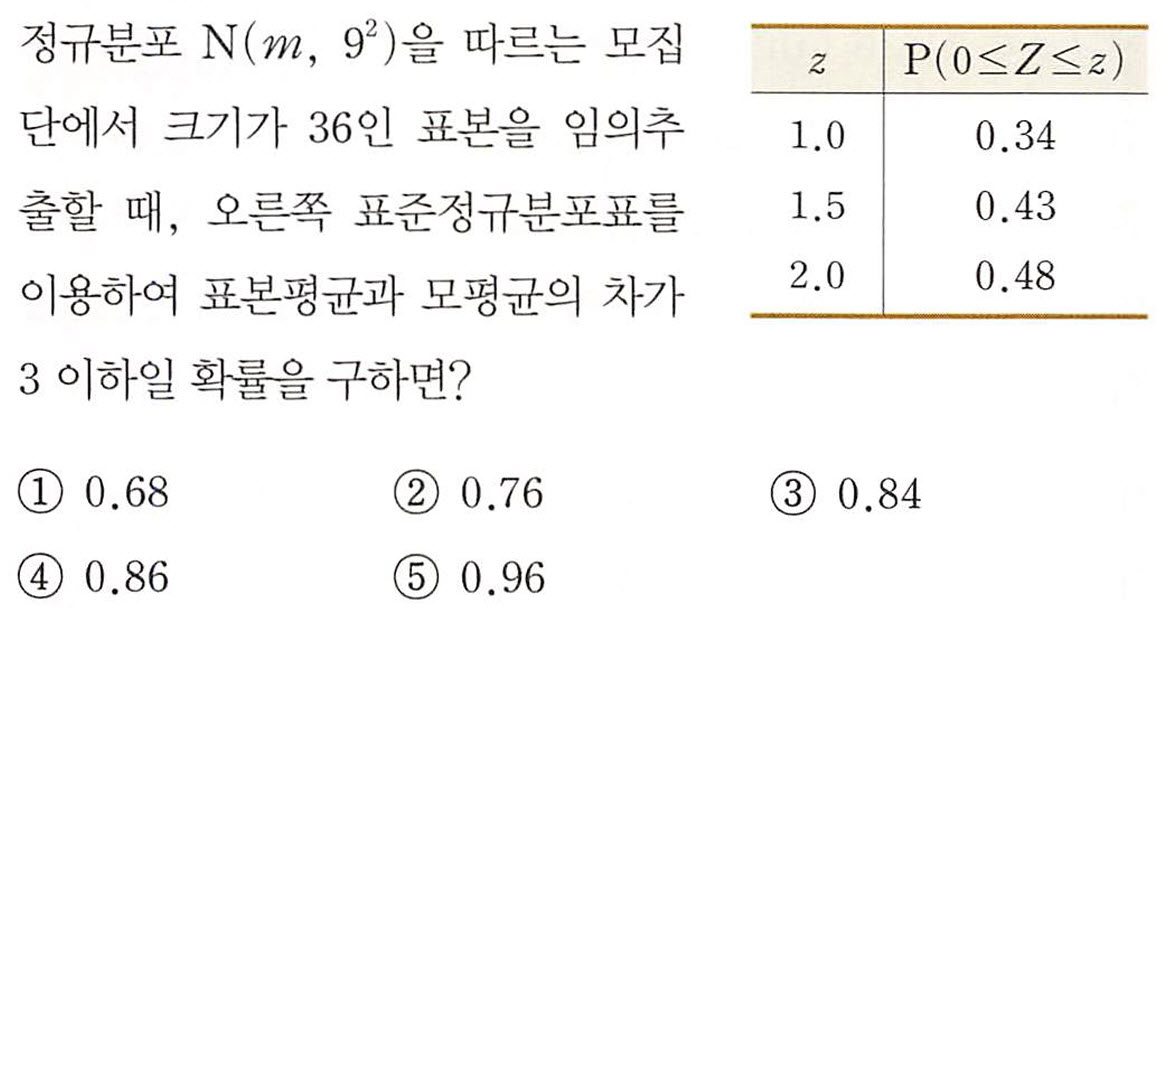 정규분포 N(m, 9²)을 따르는 모집
단에서 크기가 36인 표본을 임의추
출할 때, 오른쪽 표준정규분포표를
이용하여 표본평균과 모평균의 차가
3 이하일 확률을 구하면?
z P(0≤Z≤z)
1.0 0.34
1.5 0.43
2.0 0.48
① 0.68 ② 0.76 ③ 0.84
④ 0.86 ⑤ 0.96